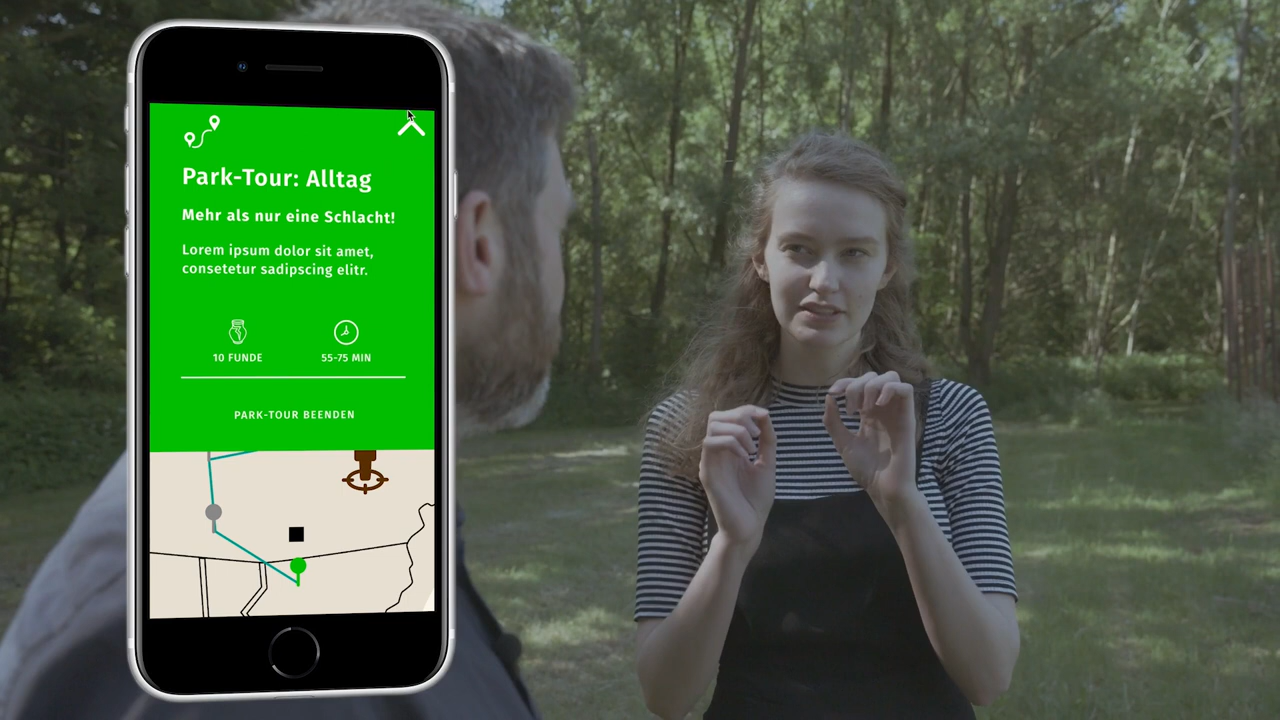 Park-Tour: Alltag
Mehr als nur eine Schlacht!
Lorem ipsum dolor sit amet,
consetetur sadipscing elitr.
10 FUNDE
55-75 MIN
PARK-TOUR BEENDEN